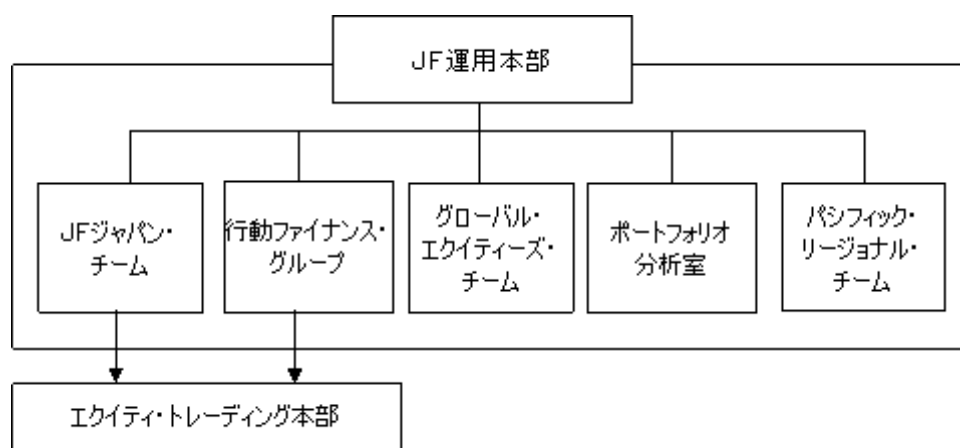 JF運用本部
JFジャパン・
チーム
行動ファイナンス・
グループ
グローバル・
エクイティーズ・
チーム
ポートフォリオ
分析室
パシフィック・
リージョナル・
チーム
エクイティ・トレーディング本部